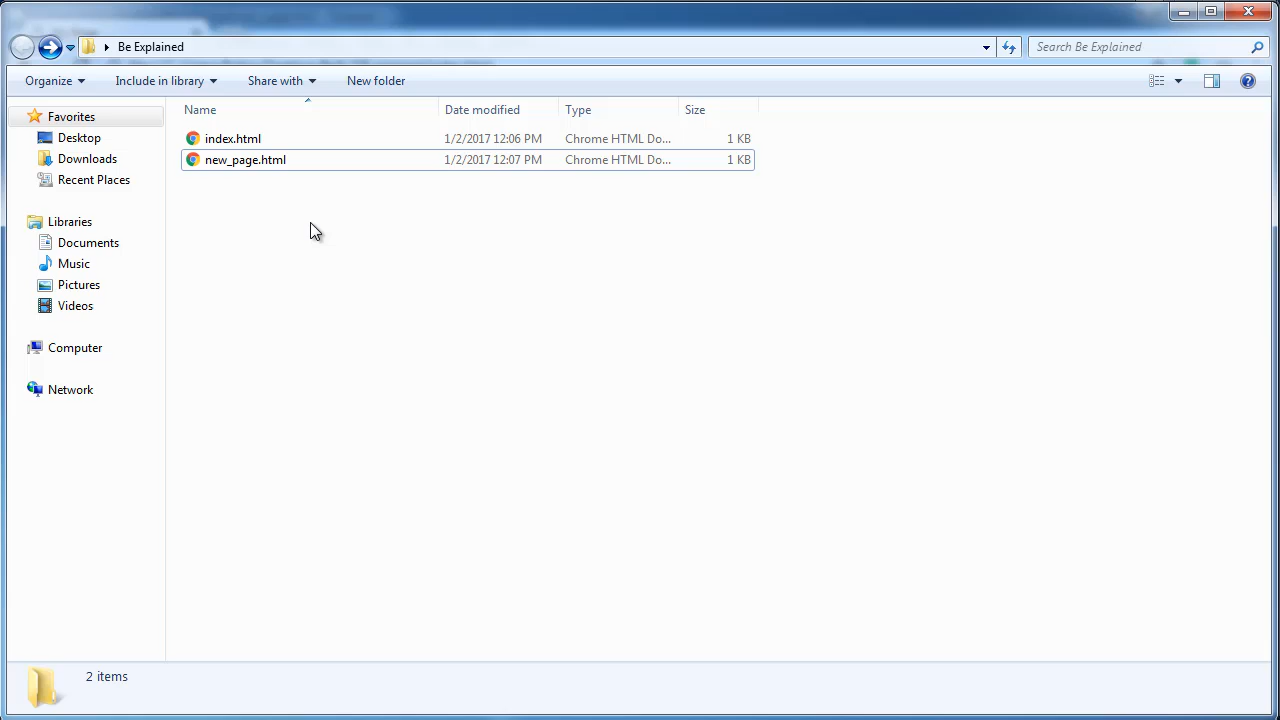 Be Explained
Search Be Explained
Organize Include in library Share with New folder
Name Date modified Type Size
index.html 1/2/2017 12:06 PM Chrome HTML Do... 1 KB
new_page.html 1/2/2017 12:07 PM Chrome HTML Do... 1 KB
Favorites
Desktop
Downloads
Recent Places
Libraries
Documents
Music
Pictures
Videos
Computer
Network
2 items